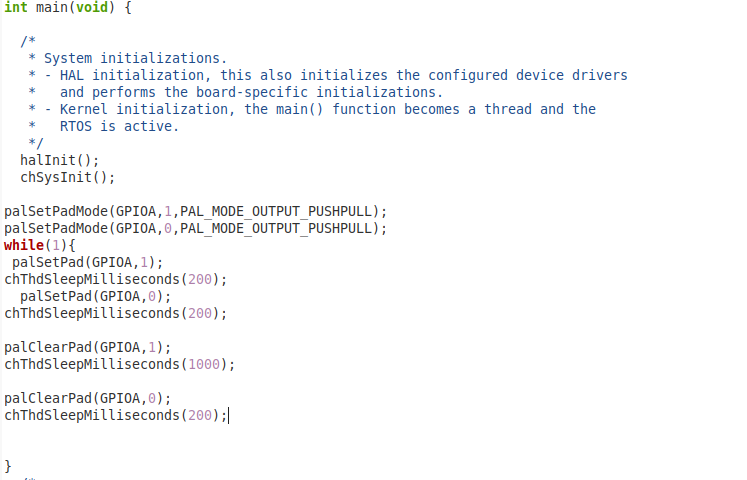 int main(void) {
/*
* System initializations.
* - HAL initialization, this also initializes the configured device drivers
*   and performs the board-specific initializations.
* - Kernel initialization, the main() function becomes a thread and the
*   RTOS is active.
*/
halInit();
chSysInit();
palSetPadMode(GPIOA,1,PAL_MODE_OUTPUT_PUSHPULL);
palSetPadMode(GPIOA,0,PAL_MODE_OUTPUT_PUSHPULL);
while(1){
palSetPad(GPIOA,1);
chThdSleepMilliseconds(200);
palSetPad(GPIOA,0);
chThdSleepMilliseconds(200);
palClearPad(GPIOA,1);
chThdSleepMilliseconds(1000);
palClearPad(GPIOA,0);
chThdSleepMilliseconds(200);
}
/*